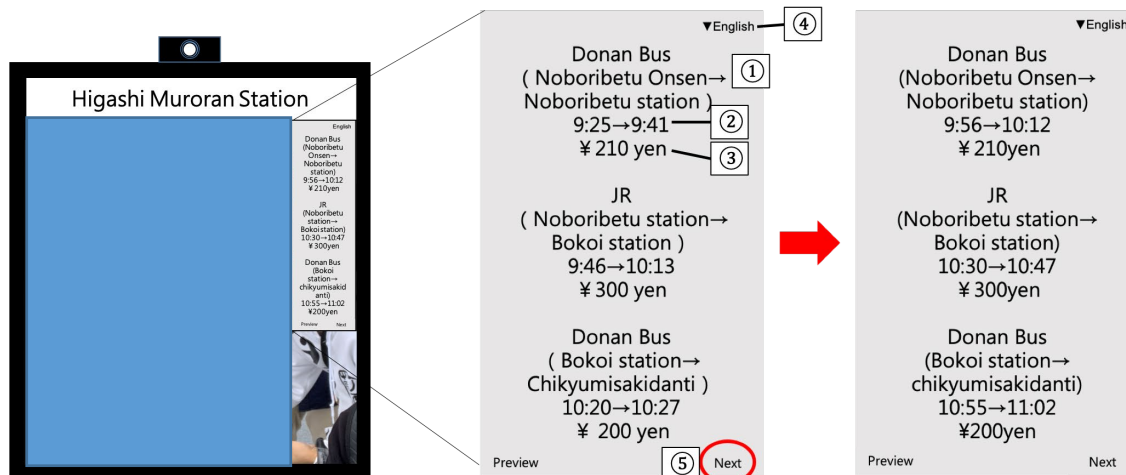 Higashi Muroran Station
English
Donan Bus
(Noboribetu
Onsen→
Noboribetu
station)
9:56→10:12
¥210yen
JR
(Noboribetu
station→
Bokoi station)
10:30→10:47
¥300yen
Donan Bus
(Bokoi
station→
chikyumisakid
anti)
10:55→11:02
¥200yen
Preview Next
▼English ④
Donan Bus
( Noboribetu Onsen→ ①
Noboribetu station )
9:25→9:41 ②
¥ 210 yen ③
JR
( Noboribetu station→
Bokoi station )
9:46→10:13
¥ 300 yen
Donan Bus
( Bokoi station→
Chikyumisakidanti )
10:20→10:27
¥ 200 yen
Preview ⑤ Next
▼English
Donan Bus
(Noboribetu Onsen→
Noboribetu station)
9:56→10:12
¥ 210yen
JR
(Noboribetu station→
Bokoi station)
10:30→10:47
¥ 300yen
Donan Bus
(Bokoi station→
chikyumisakidanti)
10:55→11:02
¥200yen
Preview Next